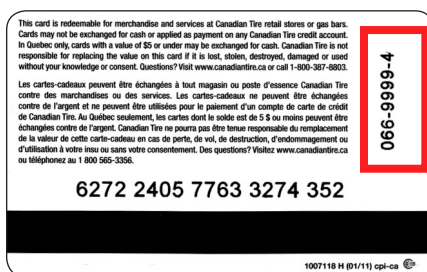 This card is redeemable for merchandise and services at Canadian Tire retail stores or gas bars.
Cards may not be exchanged for cash or applied as payment on any Canadian Tire credit account.
In Quebec only, cards with a value of $5 or under may be exchanged for cash. Canadian Tire is not
responsible for replacing the value on this card if it is lost, stolen, destroyed, damaged or used
without your knowledge or consent. Questions? Visit www.canadiantire.ca or call 1-800-387-8803.
Les cartes-cadeaux peuvent être échangées à tout magasin ou poste d'essence Canadian Tire
contre des marchandises ou des services. Les cartes-cadeaux ne peuvent être échangées
contre de l'argent et ne peuvent être utilisées pour le paiement d'un compte de carte de crédit
de Canadian Tire. Au Québec seulement, les cartes dont le solde est de 5 $ ou moins peuvent être
échangées contre de l'argent. Canadian Tire ne pourra pas être tenue responsable du remplacement
de la valeur de cette carte-cadeau en cas de perte, de vol, de destruction, d'endommagement ou
d'utilisation à votre insu ou sans votre consentement. Des questions? Visitez www.canadiantire.ca
ou téléphonez au 1 800 565-3356.
066-9999-4
6272 2405 7763 3274 352
1007118 H (01/11) cpi-ca